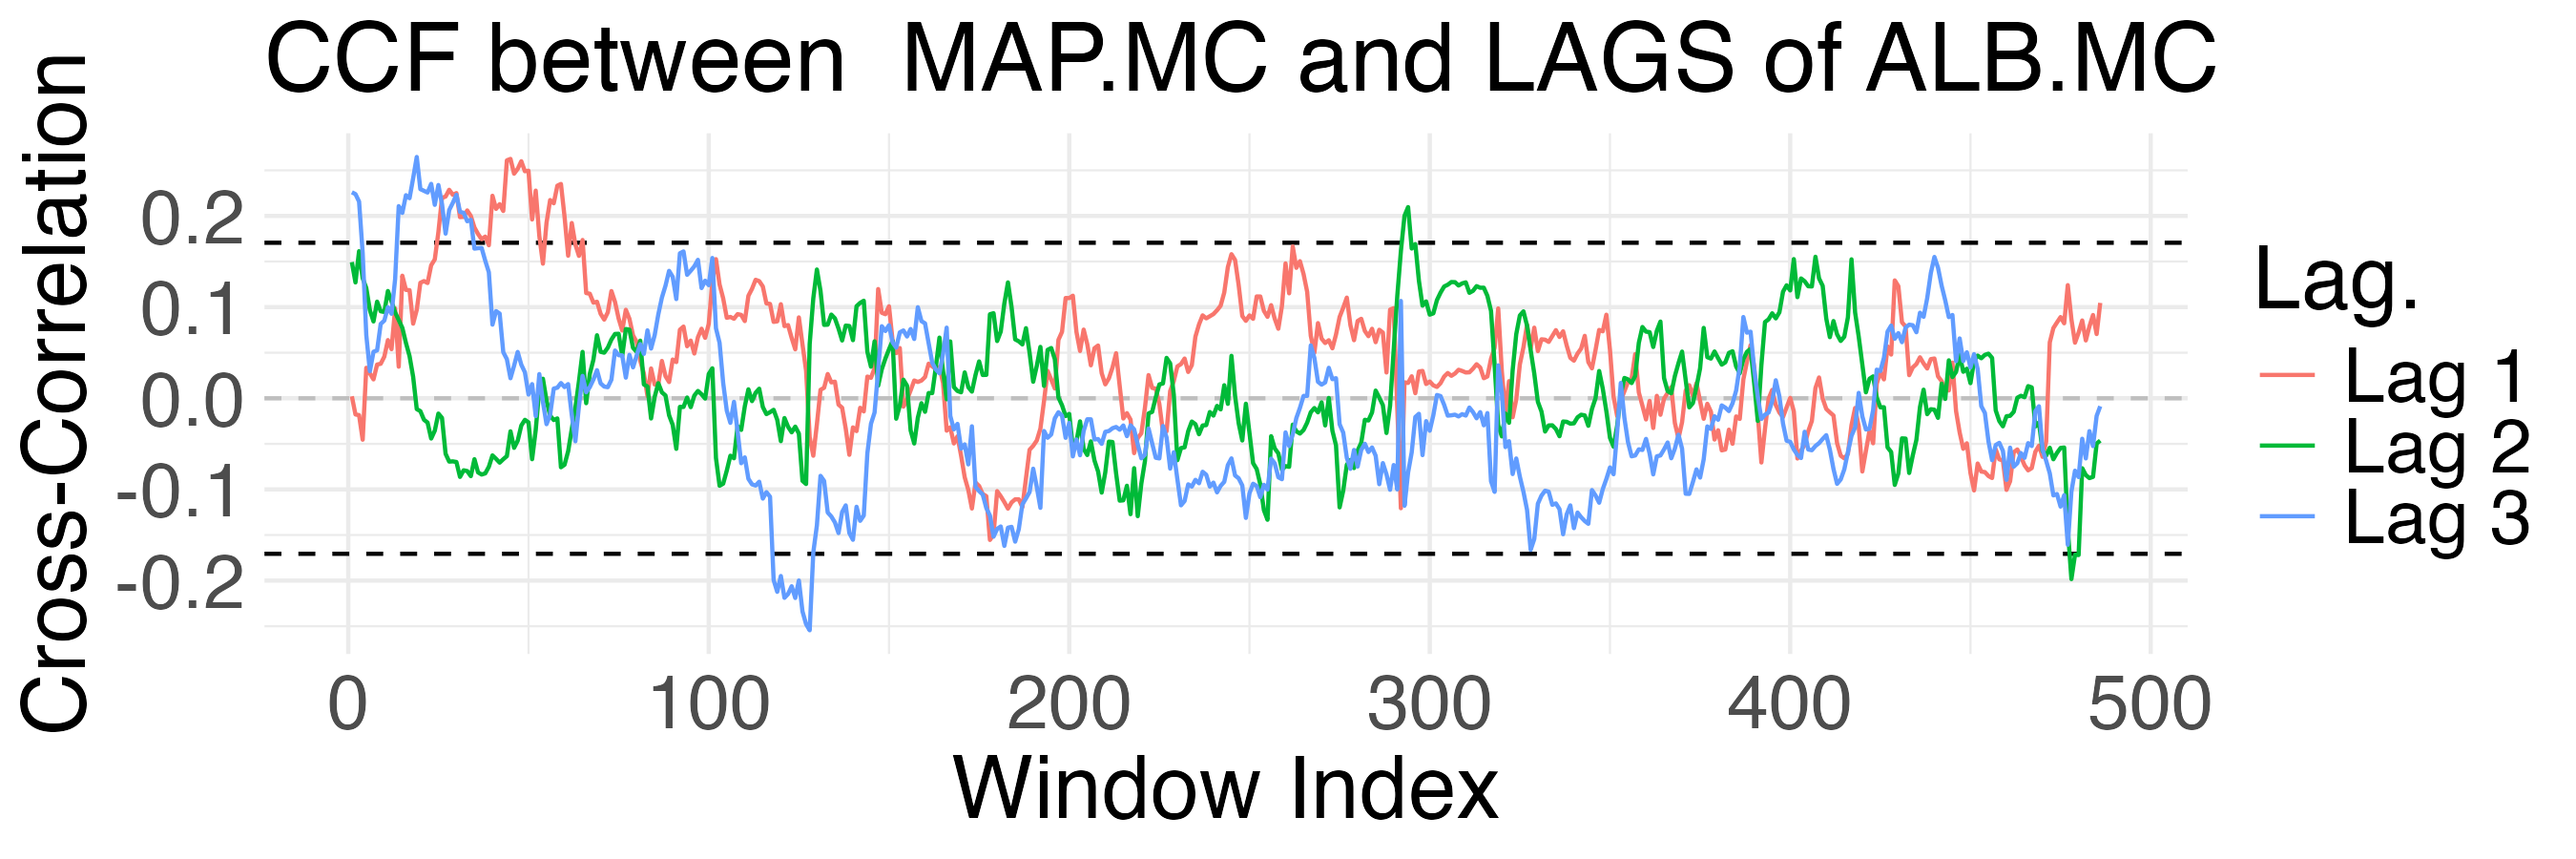 CCF between  MAP.MC and LAGS of ALB.MC
Cross-Correlation
0.2
0.1
0.0
-0.1
-0.2
0 100 200 300 400 500
Window Index
Lag.
Lag 1
Lag 2
Lag 3